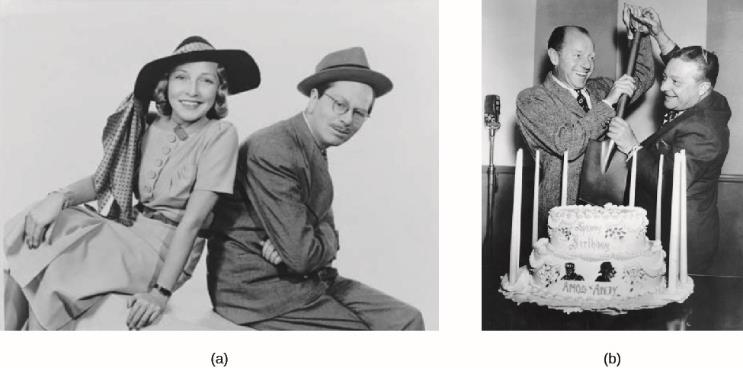 Happy
Birthday
AMOS & ANDY
(a)
(b)